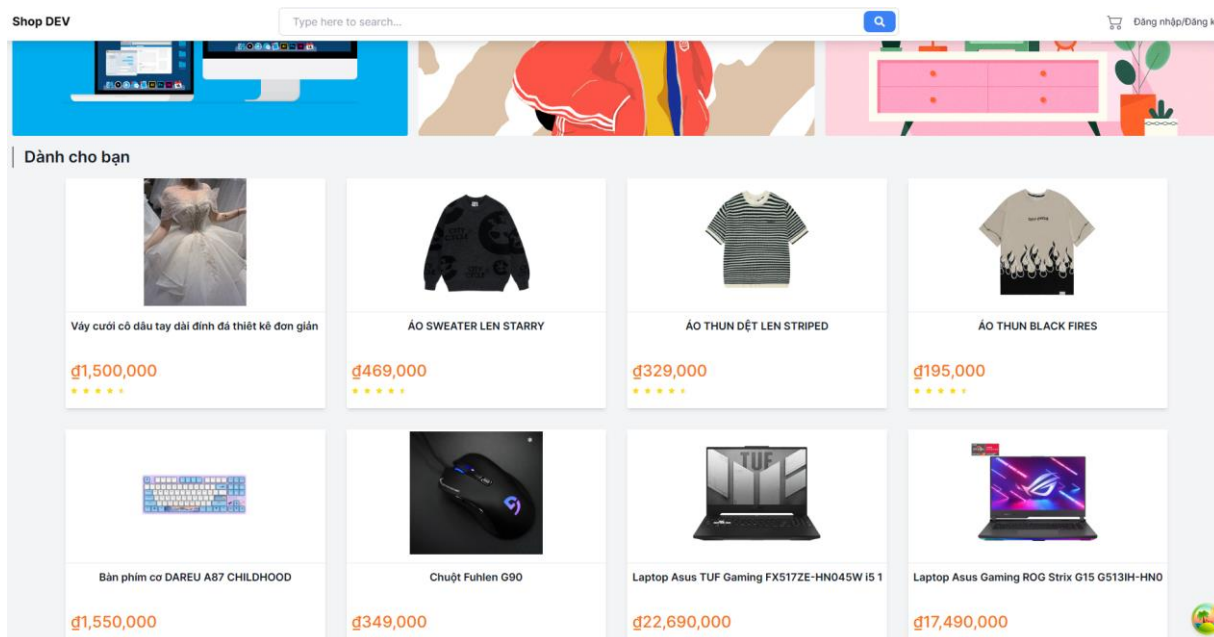 Shop DEV
Type here to search...
Đăng nhập/Đăng k
Dành cho bạn
Váy cưới cô dâu tay dài đính đá thiêt kê đơn giản
ÁO SWEATER LEN STARRY
ÁO THUN DỆT LEN STRIPED
ÁO THUN BLACK FIRES
₫1,500,000
₫469,000
₫329,000
₫195,000
TUF
Bàn phím cơ DAREU A87 CHILDHOOD
Chuột Fuhlen G90
Laptop Asus TUF Gaming FX517ZE-HN045W i5 1
Laptop Asus Gaming ROG Strix G15 G513IH-HN0
₫1,550,000
₫349,000
₫22,690,000
₫17,490,000